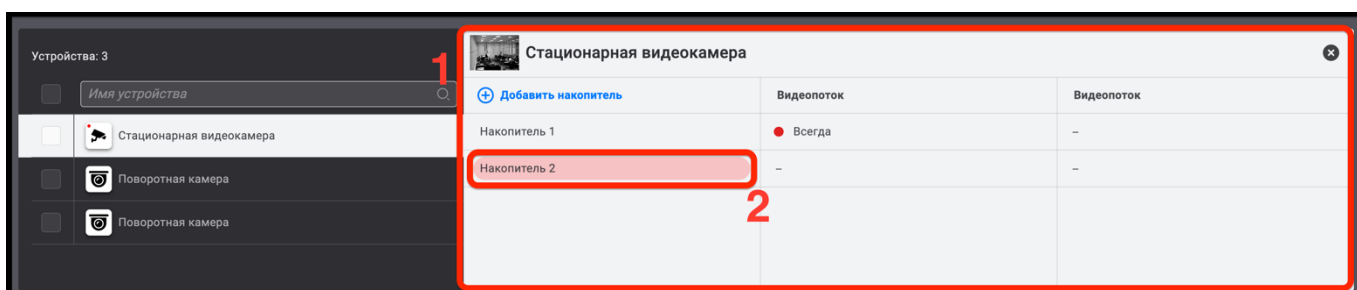 Устройства: 3
1
Стационарная видеокамера
Имя устройства
Добавить накопитель
Видеопоток
Видеопоток
Стационарная видеокамера
Накопитель 1
Всегда
–
Поворотная камера
Накопитель 2
–
–
2
Поворотная камера